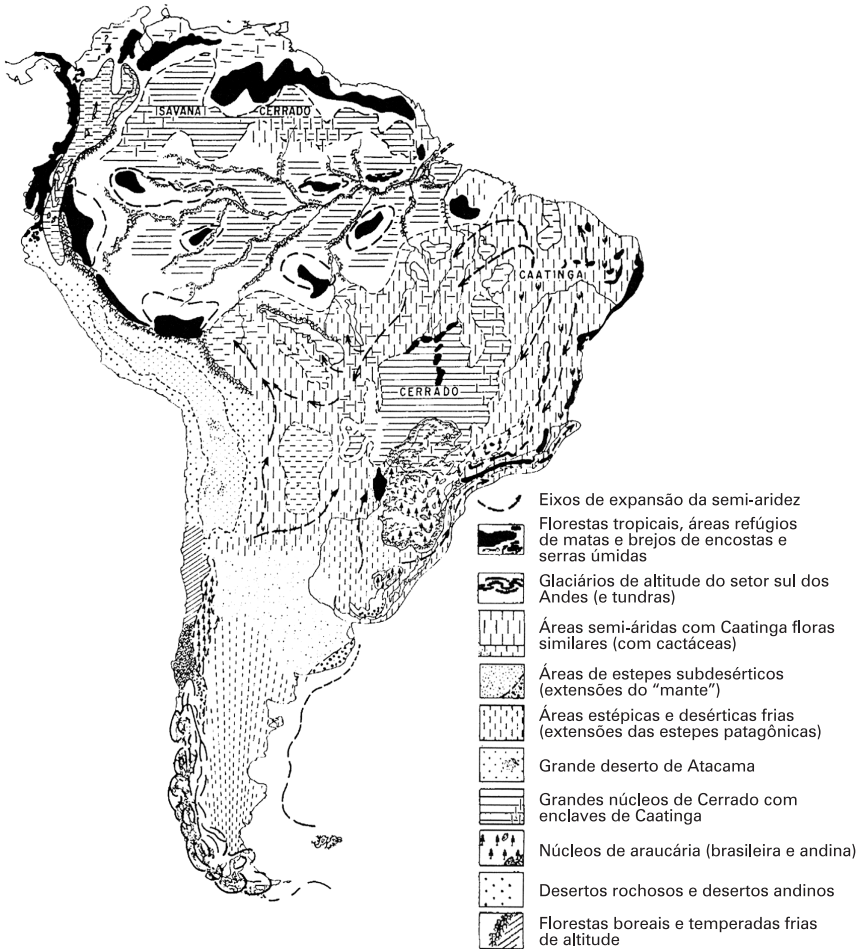 SAVANA
CERRADO
CAATINGA
CERRADO
Eixos de expansão da semi-aridez
Florestas tropicais, áreas refúgios
de matas e brejos de encostas e
serras úmidas
Glaciários de altitude do setor sul dos
Andes (e tundras)
Áreas semi-áridas com Caatinga floras
similares (com cactáceas)
Áreas de estepes subdesérticos
(extensões do “mante”)
Áreas estépicas e desérticas frias
(extensões das estepes patagônicas)
Grande deserto de Atacama
Grandes núcleos de Cerrado com
enclaves de Caatinga
Núcleos de araucária (brasileira e andina)
Desertos rochosos e desertos andinos
Florestas boreais e temperadas frias
de altitude